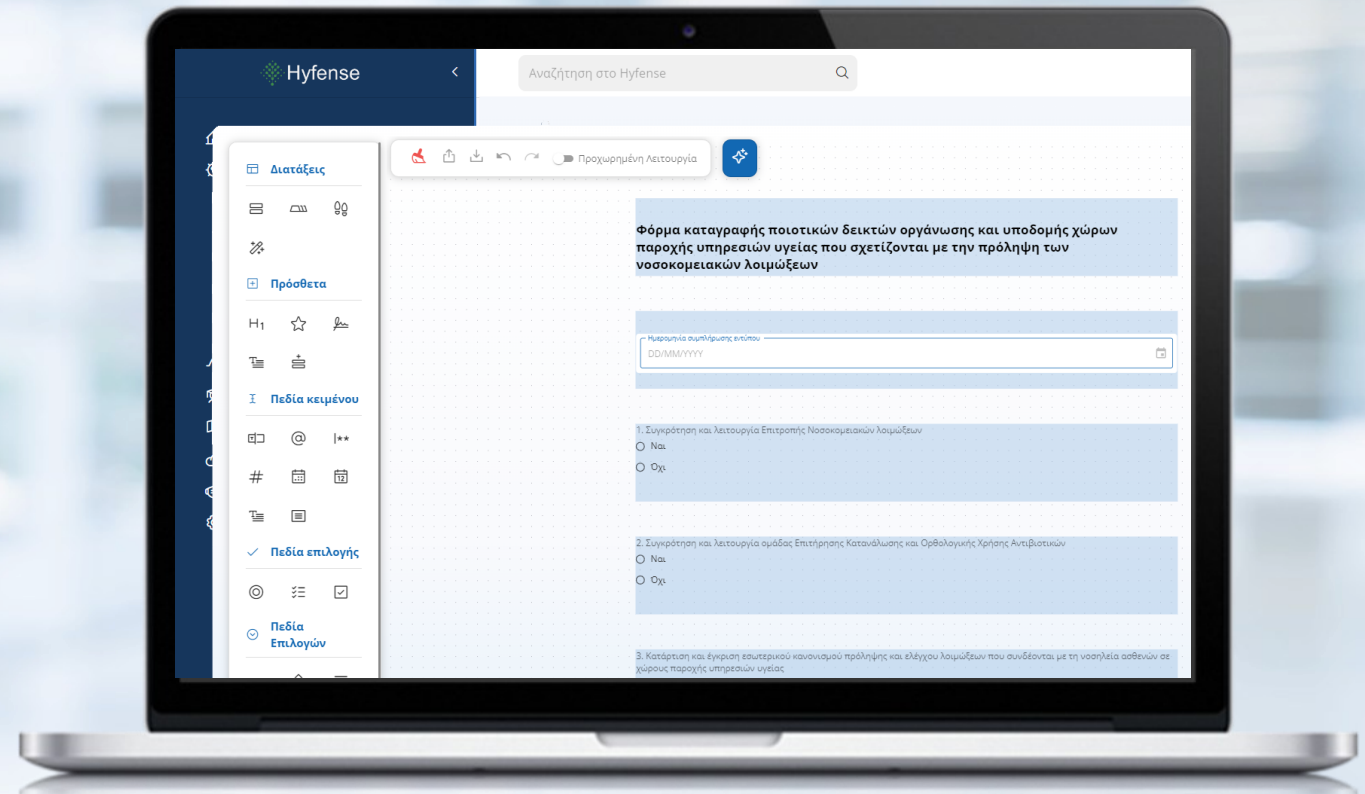 Hyfense
Αναζήτηση στο Hyfense
Προχωρημένη Λειτουργία
Διατάξεις
Πρόσθετα
H1
Πεδία κειμένου
@
|**
#
12
Πεδία επιλογής
Πεδία
Επιλογών
Φόρμα καταγραφής ποιοτικών δεικτών οργάνωσης και υποδομής χώρων
παροχής υπηρεσιών υγείας που σχετίζονται με την πρόληψη των
νοσοκομειακών λοιμώξεων
Ημερομηνία συμπλήρωσης εντύπου
DD/MM/YYYY
1. Συγκρότηση και λειτουργία Επιτροπής Νοσοκομειακών λοιμώξεων
Ναι
Όχι
2. Συγκρότηση και λειτουργία ομάδας Επιτήρησης Κατανάλωσης και Ορθολογικής Χρήσης Αντιβιοτικών
Ναι
Όχι
3. Κατάρτιση και έγκριση εσωτερικού κανονισμού πρόληψης και ελέγχου λοιμώξεων που συνδέονται με τη νοσηλεία ασθενών σε
χώρους παροχής υπηρεσιών υγείας